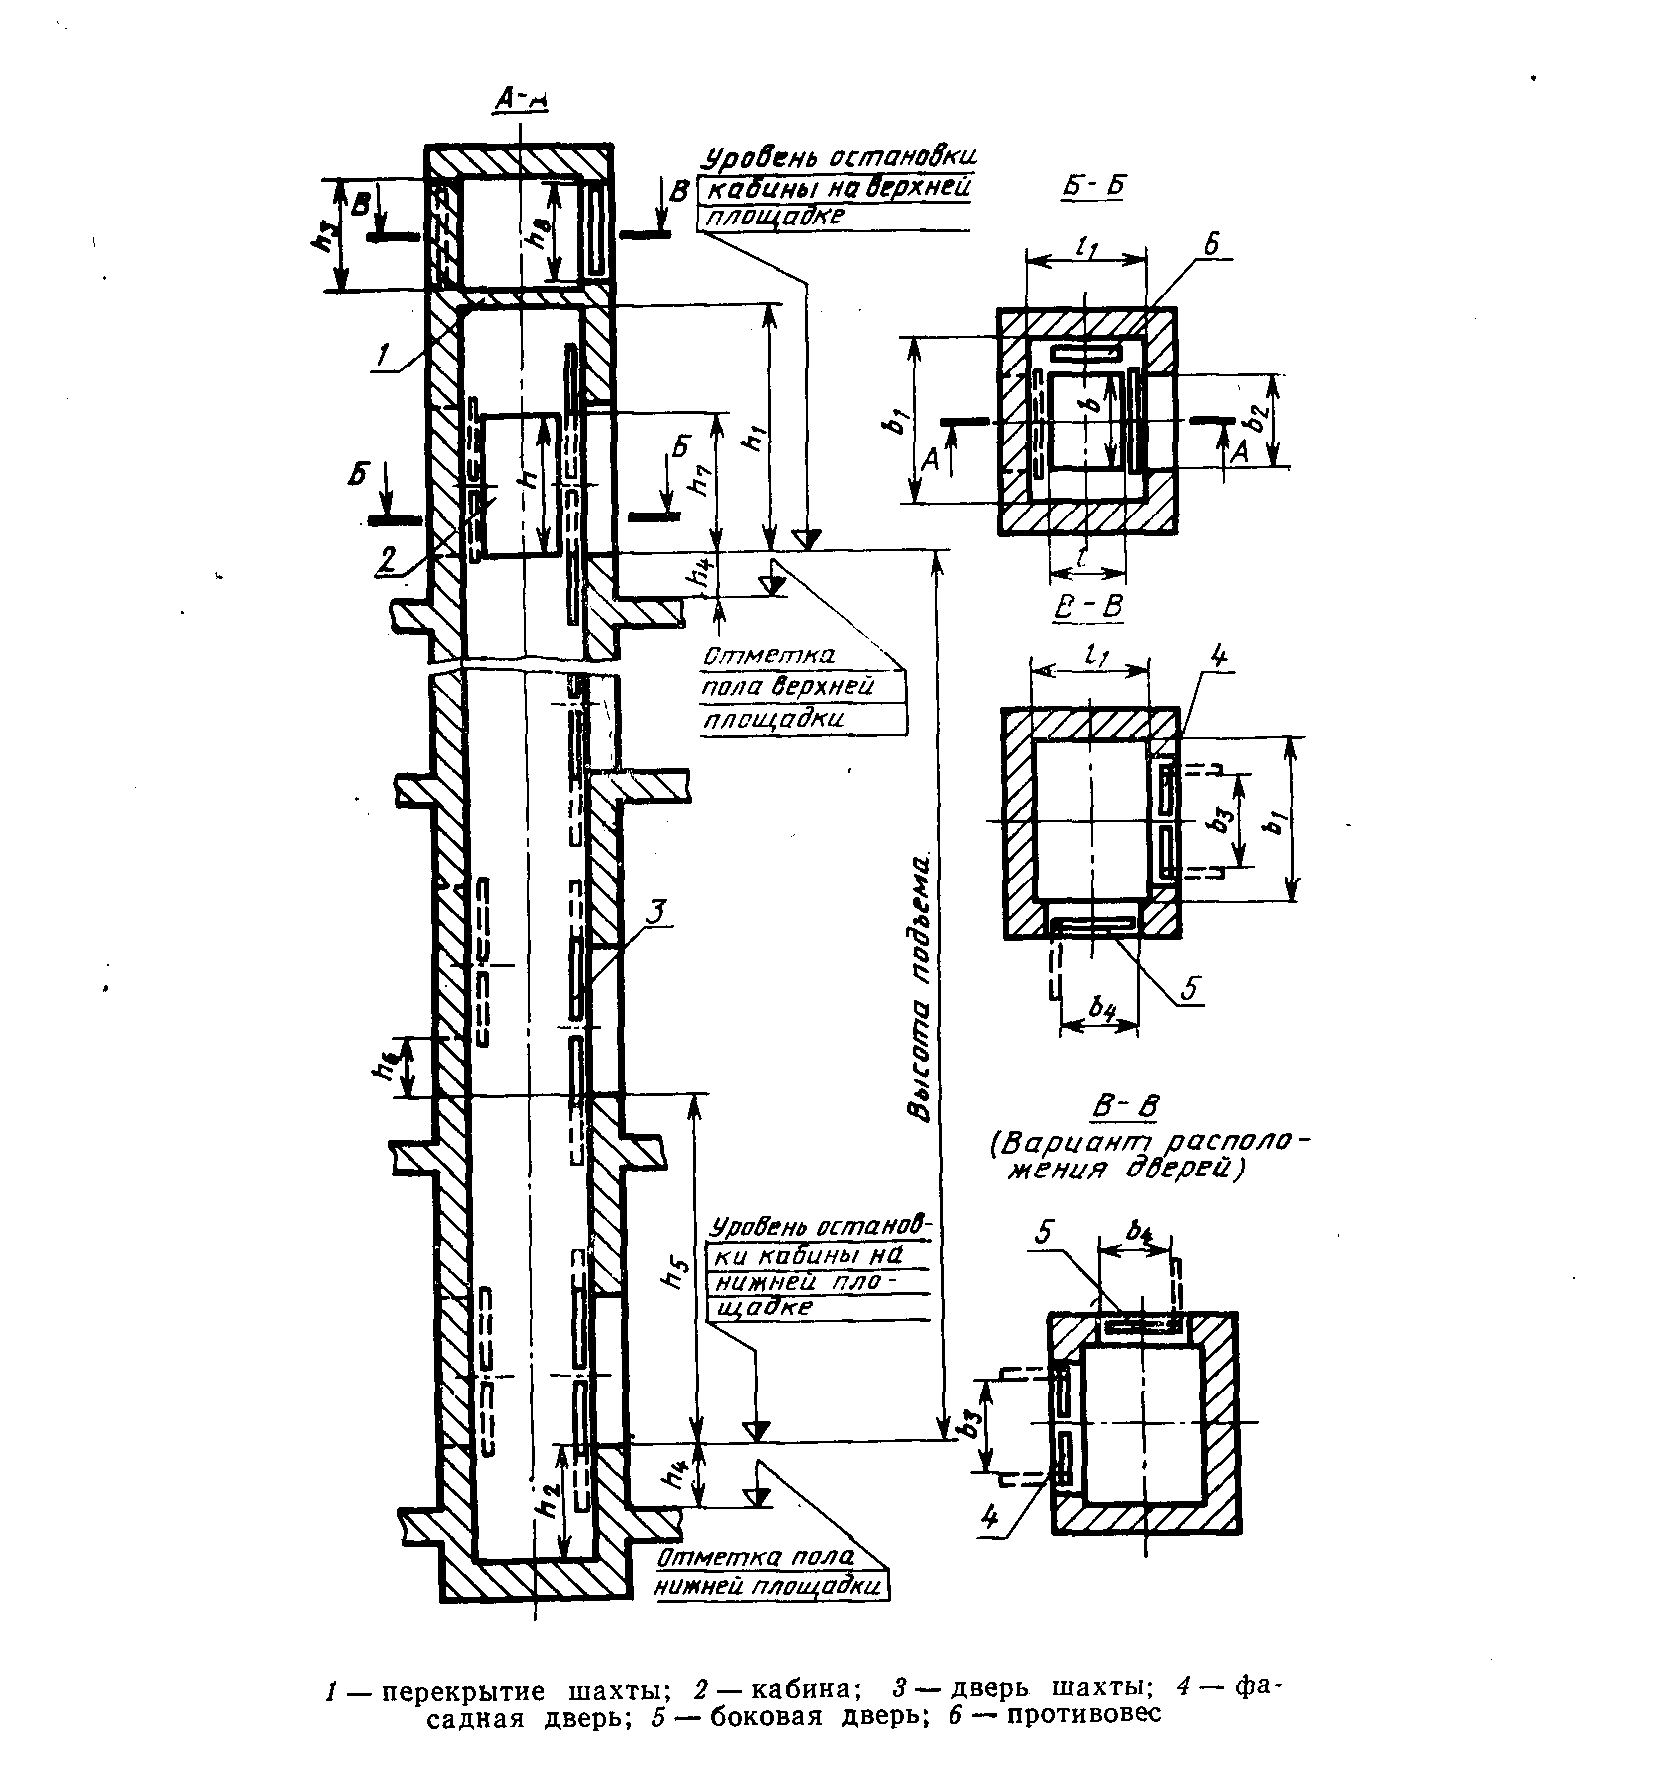 А-А
Уровень остановки
кабины на верхней
площадке
В
В
h3
h8
1
h
h7
h1
Б
Б
2
h4
Отметка
пола верхней
площадки
3
Высота подъема
h6
h5
Уровень останов-
ки кабины на
нижней пло-
щадке
h4
h2
Отметка пола
нижней площадки
Б-Б
l1
6
b1
b
b2
А
А
l
В-В
l1
4
b3
b1
5
b4
В-В
(Вариант располо-
жения дверей)
5
b4
b3
4
1 — перекрытие шахты; 2 — кабина; 3 — дверь шахты; 4 — фа-
садная дверь; 5 — боковая дверь; 6 — противовес